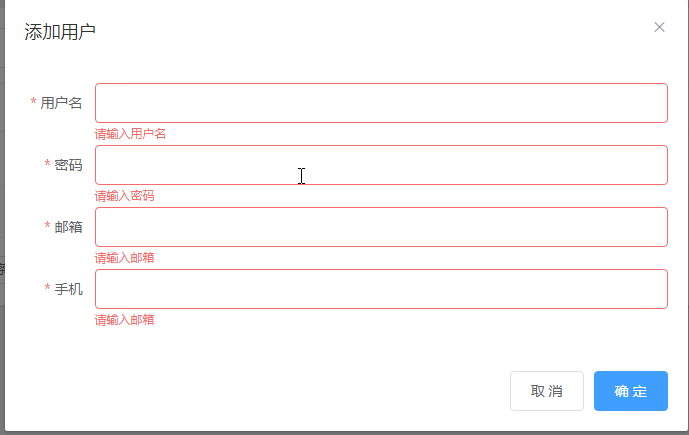 添加用户
* 用户名
请输入用户名
* 密码
请输入密码
* 邮箱
请输入邮箱
* 手机
请输入邮箱
取 消 确 定